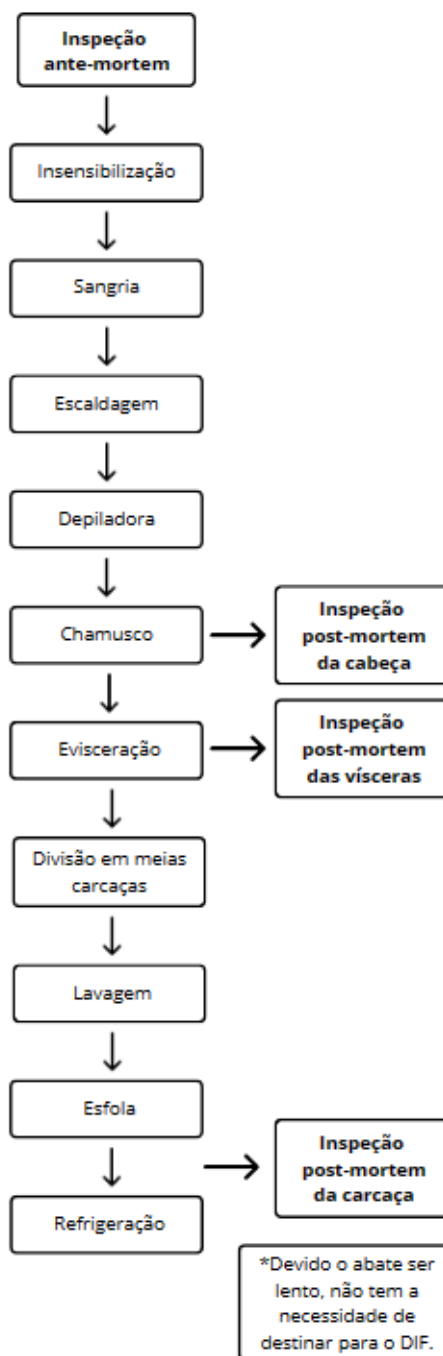 Inspeção
ante-mortem
Insensibilização
Sangria
Escaldagem
Depiladora
Chamusco
Inspeção
post-mortem
da cabeça
Evisceração
Inspeção
post-mortem
das vísceras
Divisão em meias
carcaças
Lavagem
Esfola
Inspeção
post-mortem
da carcaça
Refrigeração
*Devido o abate ser
lento, não tem a
necessidade de
destinar para o DIF.